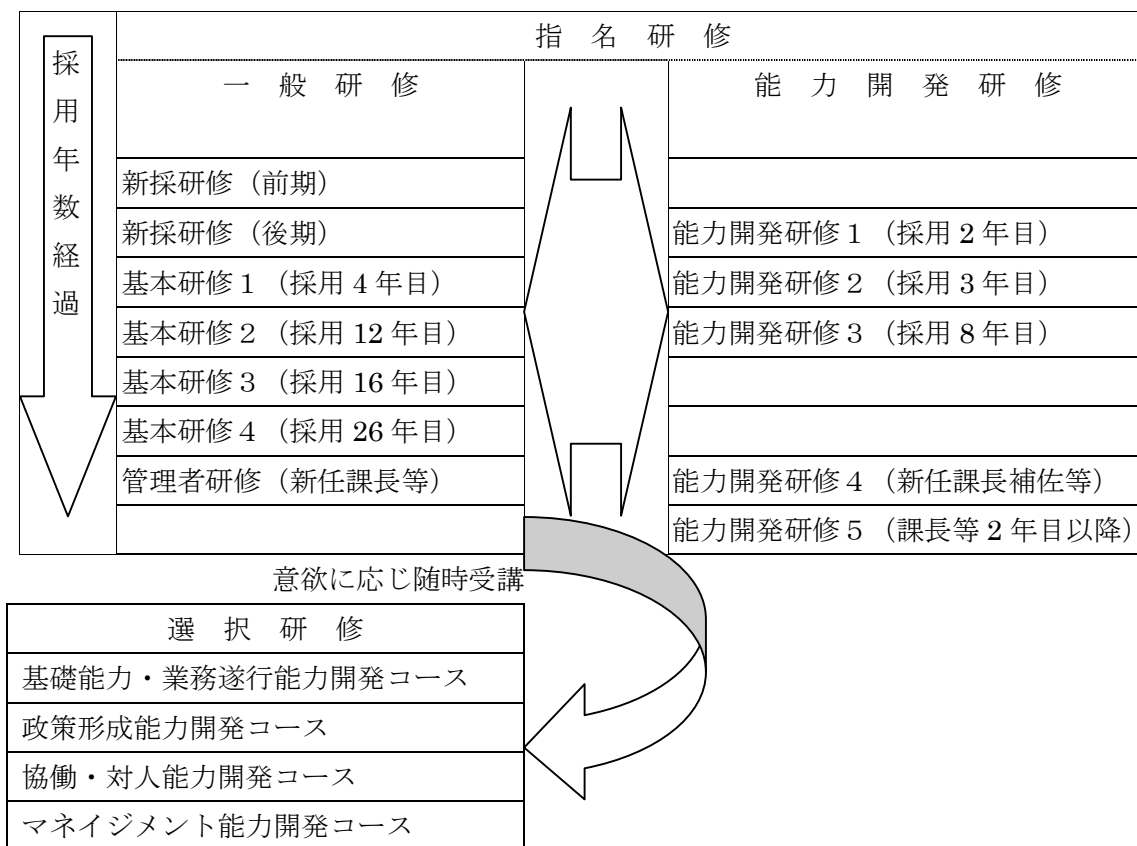 採用年数経過
指名研修
一般研修
能力開発研修
新採研修（前期）
新採研修（後期）
能力開発研修１（採用2年目）
基本研修１（採用4年目）
能力開発研修２（採用3年目）
基本研修２（採用12年目）
能力開発研修３（採用8年目）
基本研修３（採用16年目）
基本研修４（採用26年目）
管理者研修（新任課長等）
能力開発研修４（新任課長補佐等）
能力開発研修５（課長等2年目以降）
意欲に応じ随時受講
選択研修
基礎能力・業務遂行能力開発コース
政策形成能力開発コース
協働・対人能力開発コース
マネイジメント能力開発コース